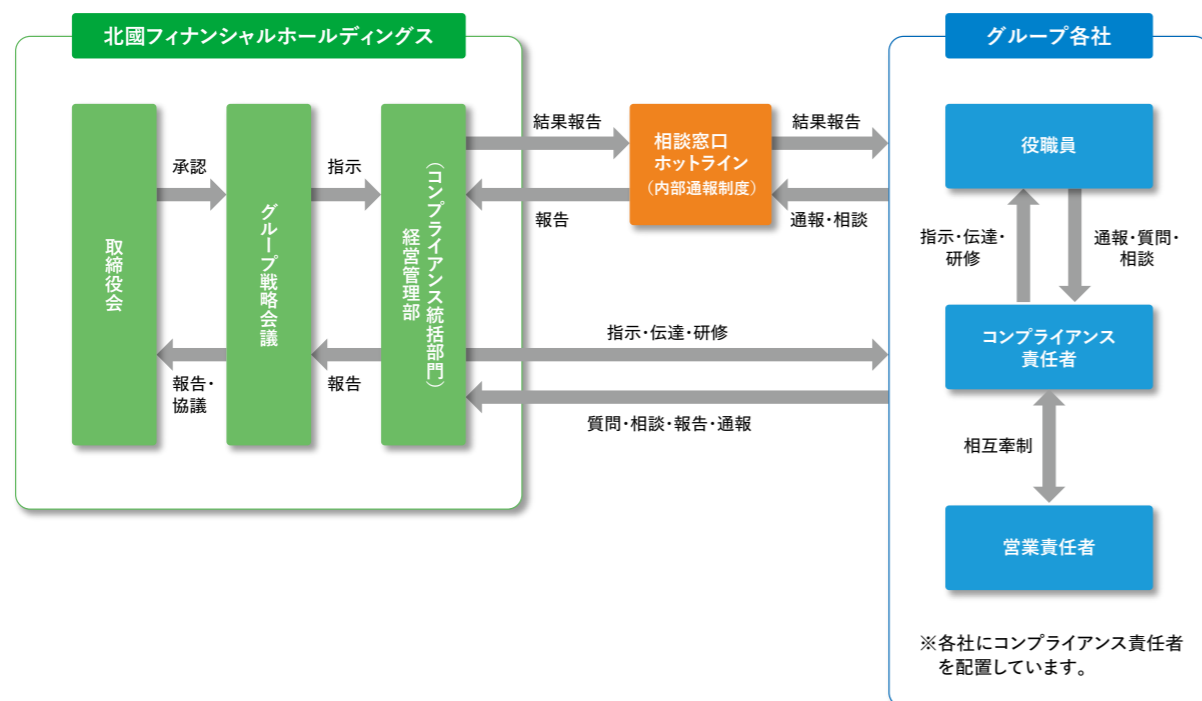 北國フィナンシャルホールディングス
グループ各社
取締役会
承認
報告・
協議
グループ戦略会議
指示
報告
経営管理部
（コンプライアンス統括部門）
結果報告
報告
相談窓口
ホットライン
（内部通報制度）
結果報告
通報・相談
指示・伝達・研修
質問・相談・報告・通報
役職員
指示・伝達・
研修
通報・質問・
相談
コンプライアンス
責任者
相互牽制
営業責任者
※各社にコンプライアンス責任者
を配置しています。